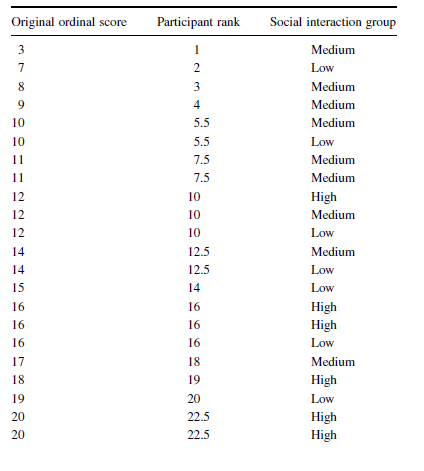 Original ordinal score Participant rank Social interaction group
3 1 Medium
7 2 Low
8 3 Medium
9 4 Medium
10 5.5 Medium
10 5.5 Low
11 7.5 Medium
11 7.5 Medium
12 10 High
12 10 Medium
12 10 Low
14 12.5 Medium
14 12.5 Low
15 14 Low
16 16 High
16 16 High
16 16 Low
17 18 Medium
18 19 High
19 20 Low
20 22.5 High
20 22.5 High